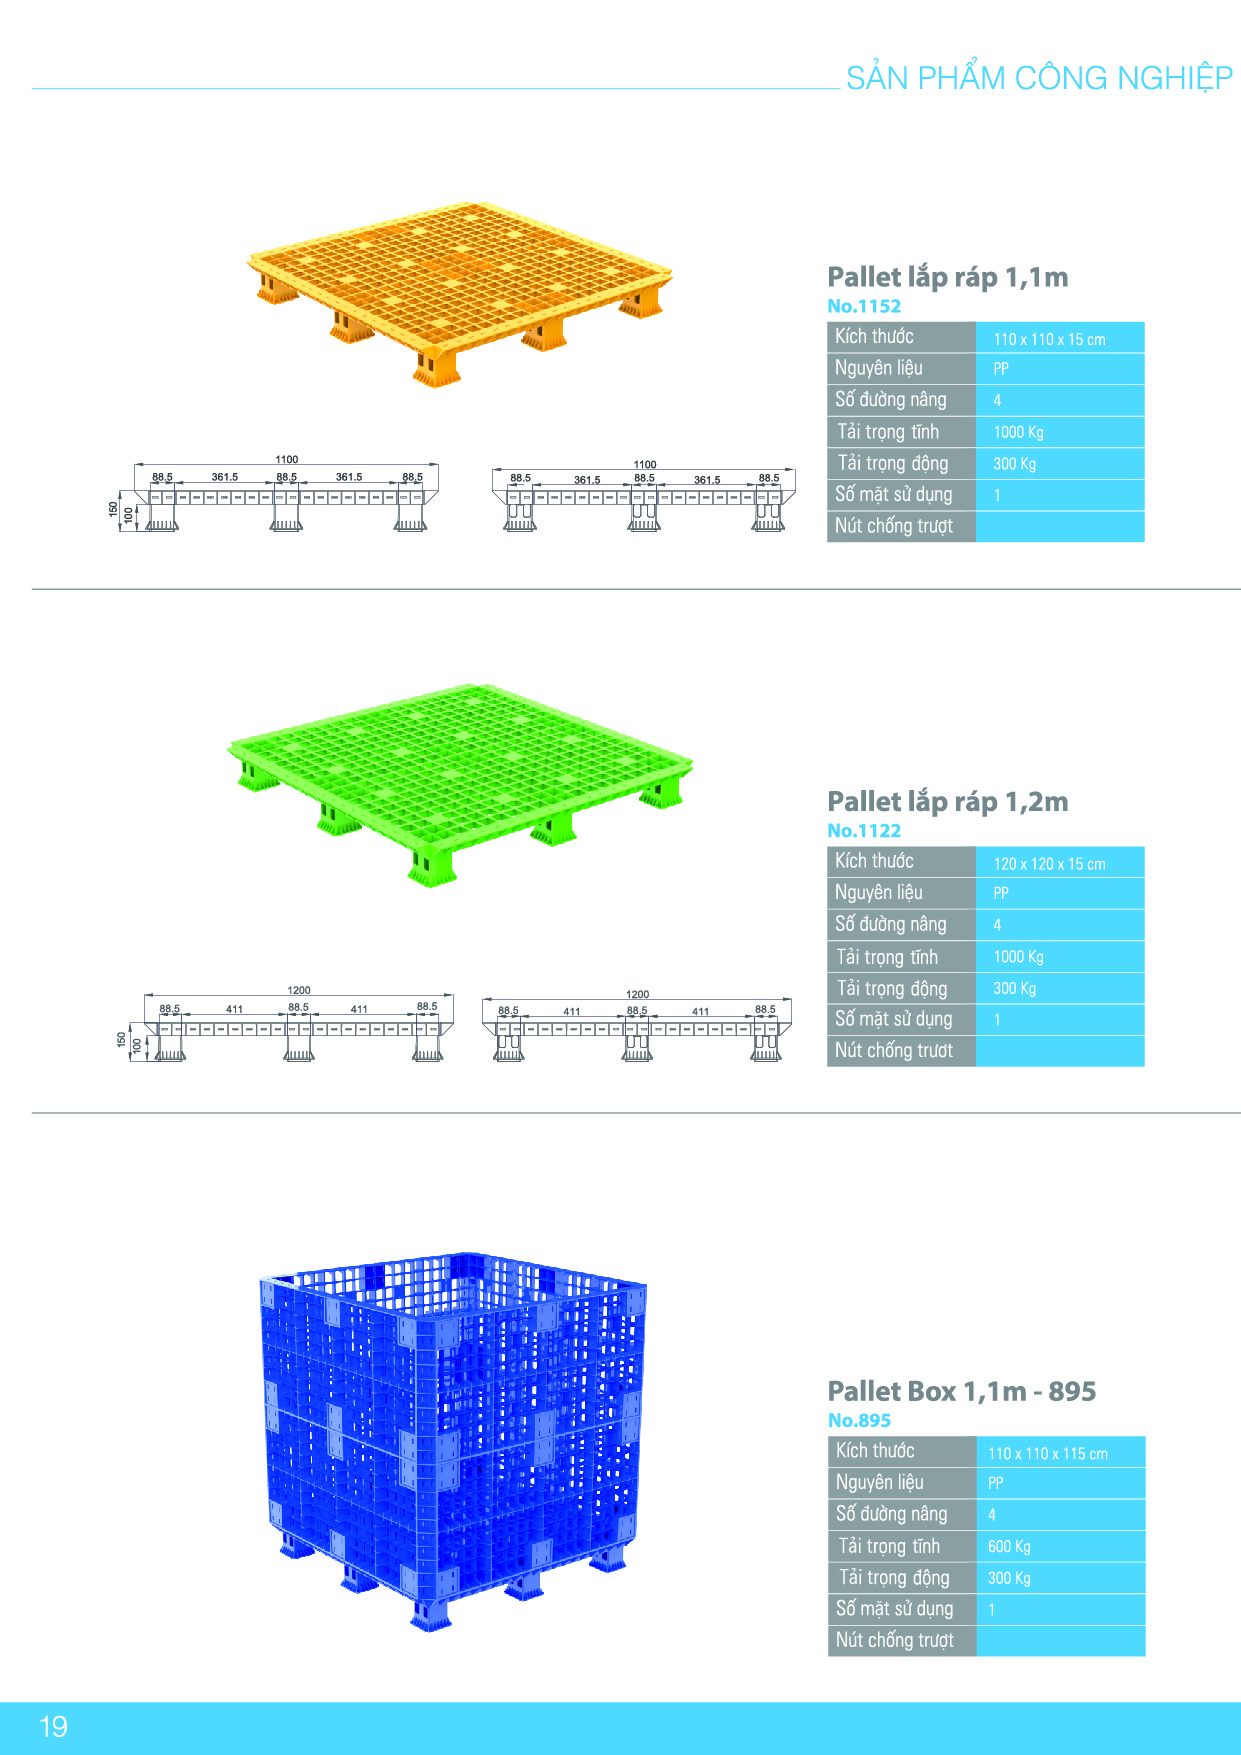 SẢN PHẨM CÔNG NGHIỆP
Pallet lắp ráp 1,1m
No.1152
Kích thước 110 x 110 x 15 cm
Nguyên liệu PP
Số đường nâng 4
Tải trọng tĩnh 1000 Kg
Tải trọng động 300 Kg
Số mặt sử dụng 1
Nút chống trượt
1100
88.5 361.5 88.5 361.5 88.5
150
100
1100
88.5 361.5 88.5 361.5 88.5
Pallet lắp ráp 1,2m
No.1122
Kích thước 120 x 120 x 15 cm
Nguyên liệu PP
Số đường nâng 4
Tải trọng tĩnh 1000 Kg
Tải trọng động 300 Kg
Số mặt sử dụng 1
Nút chống trươt
1200
88.5 411 88.5 411 88.5
150
100
1200
88.5 411 88.5 411 88.5
Pallet Box 1,1m - 895
No.895
Kích thước 110 x 110 x 115 cm
Nguyên liệu PP
Số đường nâng 4
Tải trọng tĩnh 600 Kg
Tải trọng động 300 Kg
Số mặt sử dụng 1
Nút chống trượt
19